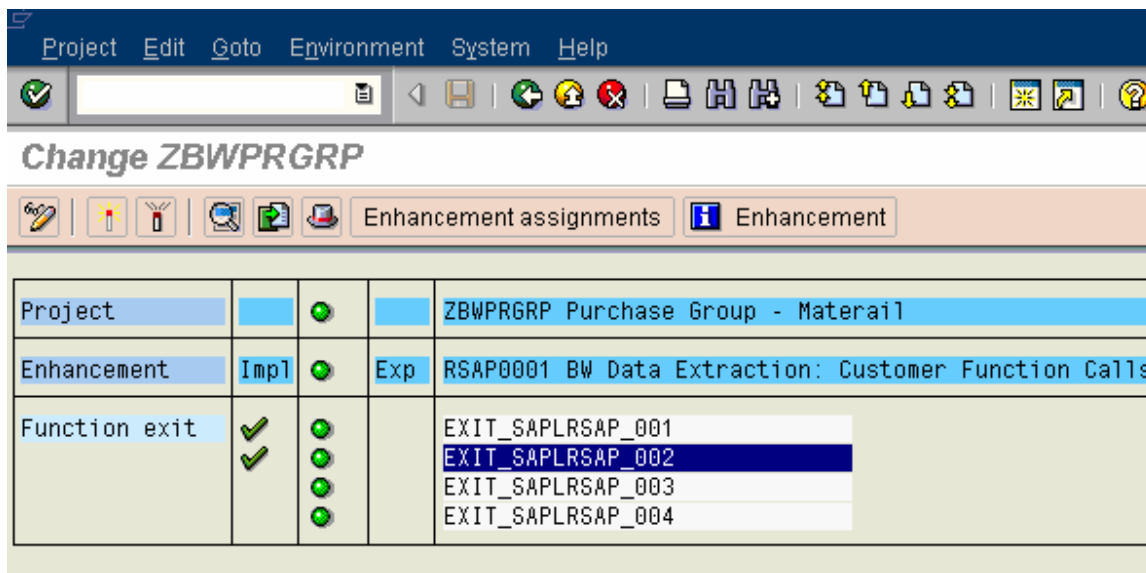 Project Edit Goto Environment System Help
Change ZBWPRGRP
Enhancement assignments Enhancement
Project ZBWPRGRP Purchase Group - Materail
Enhancement Impl Exp RSAP0001 BW Data Extraction: Customer Function Calls
Function exit EXIT_SAPLRSAP_001
EXIT_SAPLRSAP_002
EXIT_SAPLRSAP_003
EXIT_SAPLRSAP_004